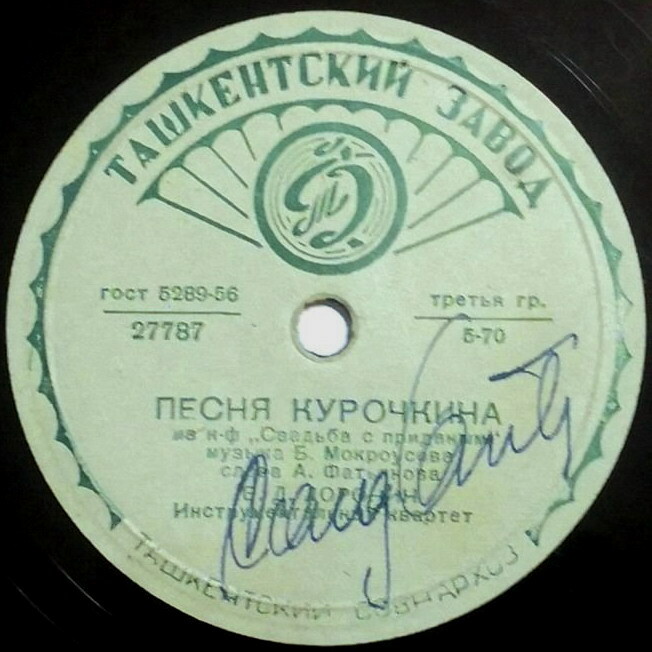 ТАШКЕНТСКИЙ ЗАВОД
гост 5289-56
27787
третья гр.
5-70
ПЕСНЯ КУРОЧКИНА
из к-ф „Свадьба с приданым"
музыка Б. Мокроусова
слова А. Фатьянова
Инструментальный квартет
ТАШКЕНТСКИЙ СОВНАРХОЗ